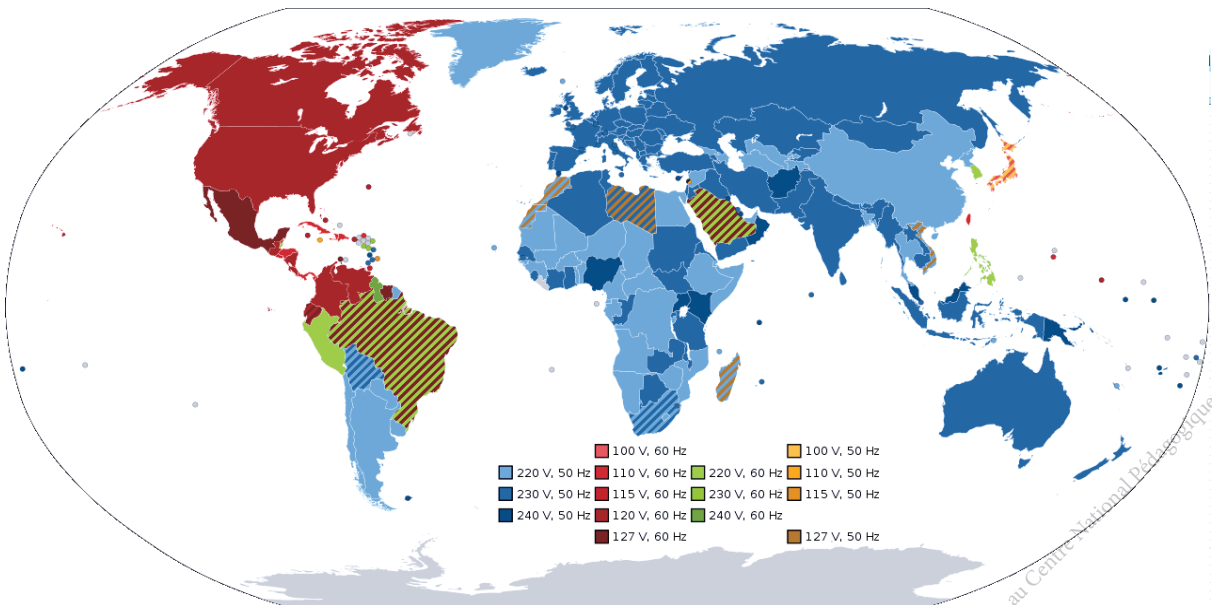 100 V, 60 Hz
100 V, 50 Hz
220 V, 50 Hz
110 V, 60 Hz
220 V, 60 Hz
110 V, 50 Hz
230 V, 50 Hz
115 V, 60 Hz
230 V, 60 Hz
115 V, 50 Hz
240 V, 50 Hz
120 V, 60 Hz
240 V, 60 Hz
127 V, 60 Hz
127 V, 50 Hz
au Centre National Pédagogique